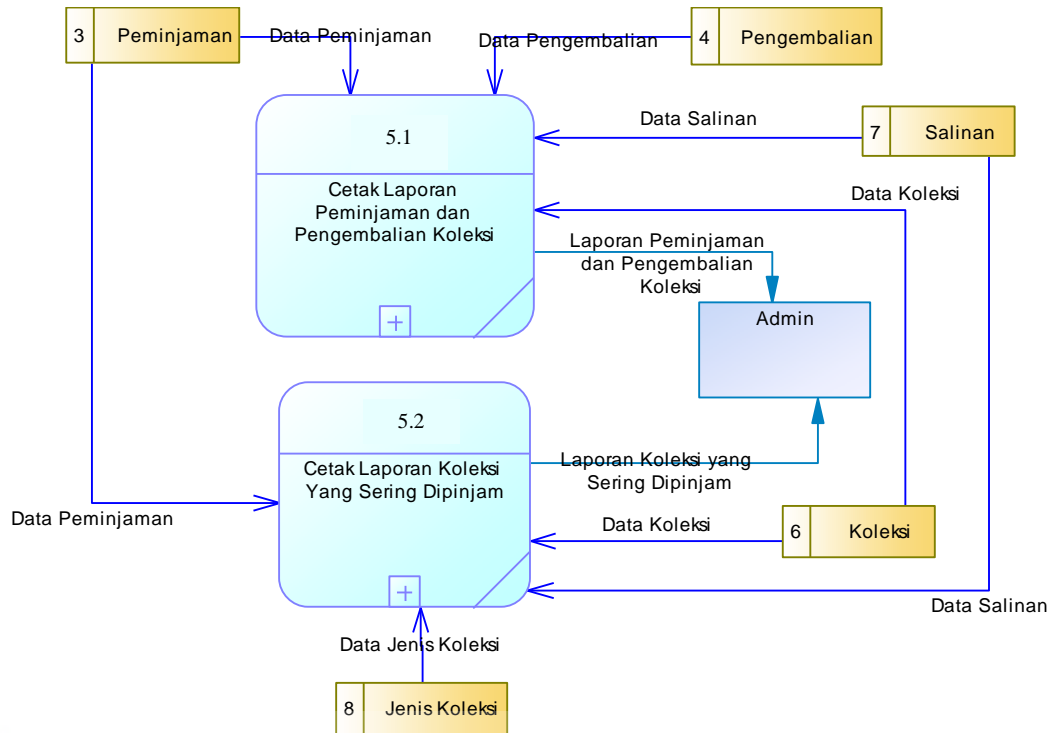 3 Peminjaman
Data Peminjaman
Data Pengembalian
4 Pengembalian
5.1
Cetak Laporan
Peminjaman dan
Pengembalian Koleksi
Data Salinan
7 Salinan
Data Koleksi
Laporan Peminjaman
dan Pengembalian
Koleksi
Admin
5.2
Cetak Laporan Koleksi
Yang Sering Dipinjam
Laporan Koleksi yang
Sering Dipinjam
Data Peminjaman
Data Koleksi
6 Koleksi
Data Salinan
Data Jenis Koleksi
8 Jenis Koleksi